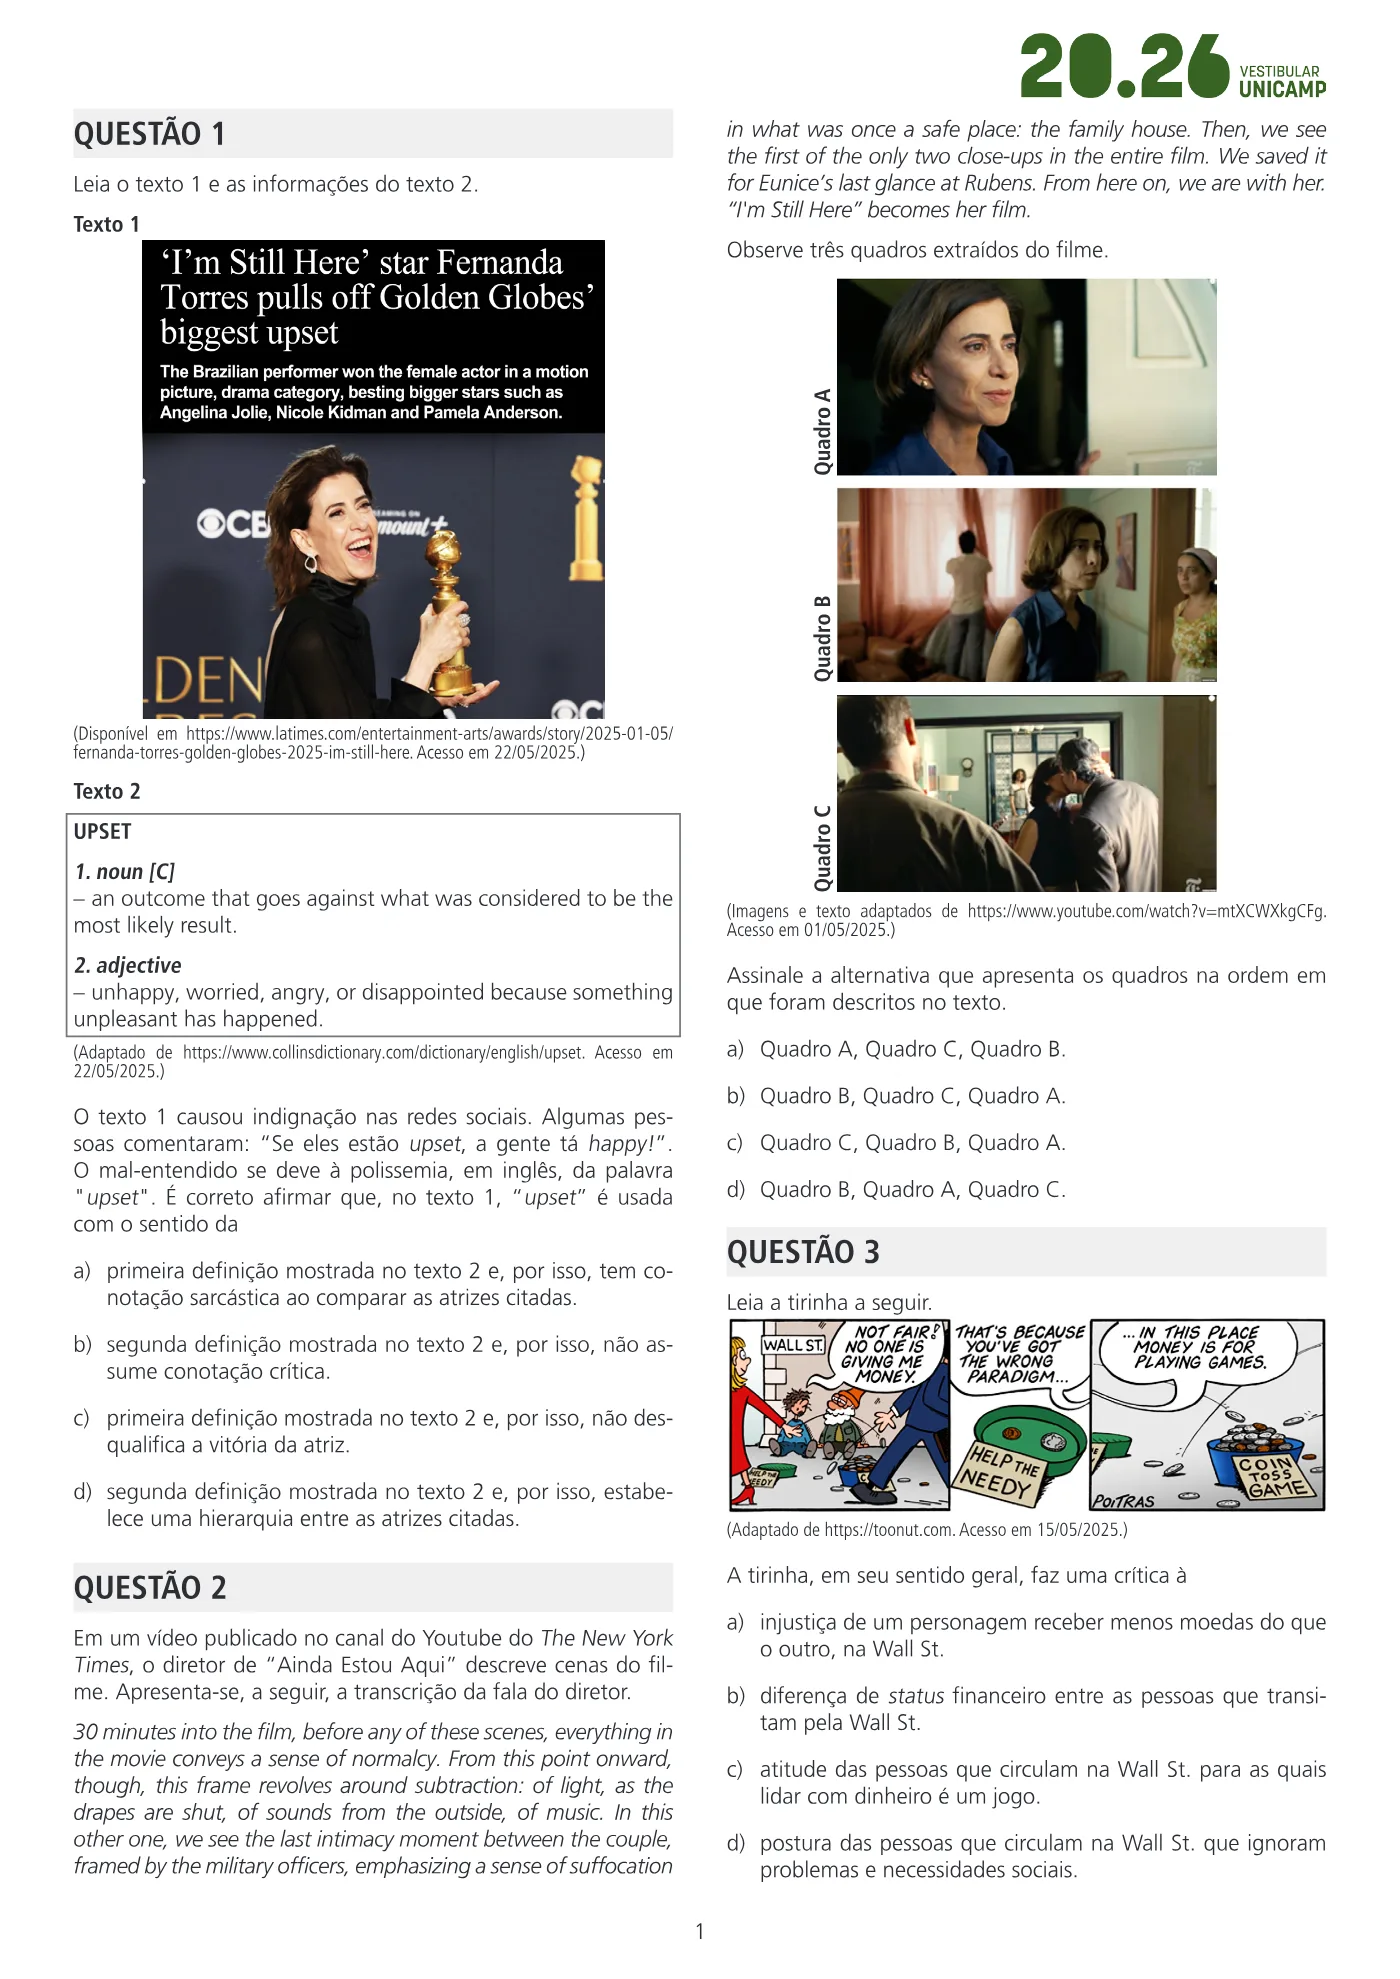 20.26 VESTIBULAR
UNICAMP
QUESTÃO 1
Leia o texto 1 e as informações do texto 2.
Texto 1
‘I’m Still Here’ star Fernanda
Torres pulls off Golden Globes’
biggest upset
The Brazilian performer won the female actor in a motion
picture, drama category, besting bigger stars such as
Angelina Jolie, Nicole Kidman and Pamela Anderson.
CB
STREAMING ON
mount+
DEN
CB
(Disponível em https://www.latimes.com/entertainment-arts/awards/story/2025-01-05/
fernanda-torres-golden-globes-2025-im-still-here. Acesso em 22/05/2025.)
Texto 2
UPSET
1. noun [C]
– an outcome that goes against what was considered to be the
most likely result.
2. adjective
– unhappy, worried, angry, or disappointed because something
unpleasant has happened.
(Adaptado de https://www.collinsdictionary.com/dictionary/english/upset. Acesso em
22/05/2025.)
O texto 1 causou indignação nas redes sociais. Algumas pes-
soas comentaram: “Se eles estão upset, a gente tá happy!”.
O mal-entendido se deve à polissemia, em inglês, da palavra
"upset". É correto afirmar que, no texto 1, “upset” é usada
com o sentido da
a) primeira definição mostrada no texto 2 e, por isso, tem co-
notação sarcástica ao comparar as atrizes citadas.
b) segunda definição mostrada no texto 2 e, por isso, não as-
sume conotação crítica.
c) primeira definição mostrada no texto 2 e, por isso, não des-
qualifica a vitória da atriz.
d) segunda definição mostrada no texto 2 e, por isso, estabe-
lece uma hierarquia entre as atrizes citadas.
QUESTÃO 2
Em um vídeo publicado no canal do Youtube do The New York
Times, o diretor de “Ainda Estou Aqui” descreve cenas do fil-
me. Apresenta-se, a seguir, a transcrição da fala do diretor.
30 minutes into the film, before any of these scenes, everything in
the movie conveys a sense of normalcy. From this point onward,
though, this frame revolves around subtraction: of light, as the
drapes are shut, of sounds from the outside, of music. In this
other one, we see the last intimacy moment between the couple,
framed by the military officers, emphasizing a sense of suffocation
in what was once a safe place: the family house. Then, we see
the first of the only two close-ups in the entire film. We saved it
for Eunice’s last glance at Rubens. From here on, we are with her.
“I'm Still Here” becomes her film.
Observe três quadros extraídos do filme.
Quadro A
Quadro B
Quadro C
(Imagens e texto adaptados de https://www.youtube.com/watch?v=mtXCWXkgCFg.
Acesso em 01/05/2025.)
Assinale a alternativa que apresenta os quadros na ordem em
que foram descritos no texto.
a) Quadro A, Quadro C, Quadro B.
b) Quadro B, Quadro C, Quadro A.
c) Quadro C, Quadro B, Quadro A.
d) Quadro B, Quadro A, Quadro C.
QUESTÃO 3
Leia a tirinha a seguir.
WALL ST.
NOT FAIR!
NO ONE IS
GIVING ME
MONEY.
HELP THE
NEEDY
THAT'S BECAUSE
YOU'VE GOT
THE WRONG
PARADIGM...
HELP THE
NEEDY
...IN THIS PLACE
MONEY IS FOR
PLAYING GAMES.
COIN
TOSS
GAME
POITRAS
(Adaptado de https://toonut.com. Acesso em 15/05/2025.)
A tirinha, em seu sentido geral, faz uma crítica à
a) injustiça de um personagem receber menos moedas do que
o outro, na Wall St.
b) diferença de status financeiro entre as pessoas que transi-
tam pela Wall St.
c) atitude das pessoas que circulam na Wall St. para as quais
lidar com dinheiro é um jogo.
d) postura das pessoas que circulam na Wall St. que ignoram
problemas e necessidades sociais.
1